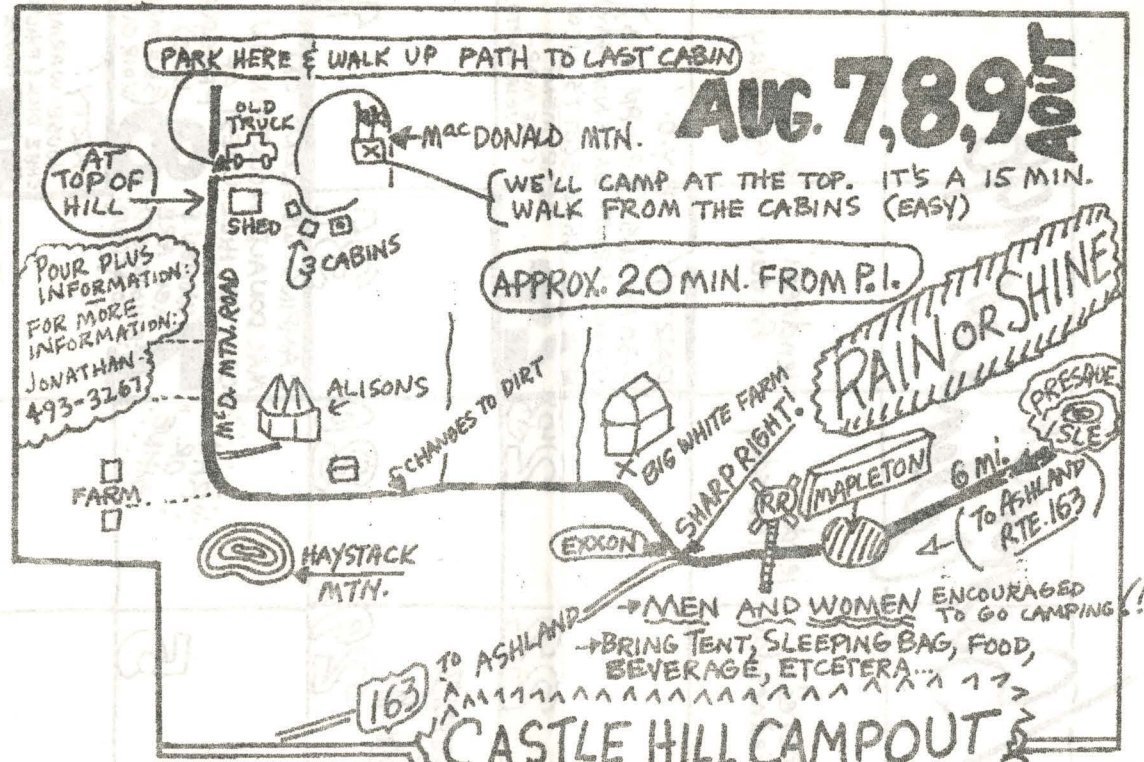 PARK HERE & WALK UP PATH TO LAST CABIN
AUG. 7,8,9
AOÛT
OLD
TRUCK
MacDONALD MTN.
AT
TOP OF
HILL
WE'LL CAMP AT THE TOP. IT'S A 15 MIN.
WALK FROM THE CABINS (EASY)
SHED
3 CABINS
POUR PLUS
INFORMATION:
FOR MORE
INFORMATION:
JONATHAN-
493-3267
McD. MTN. ROAD
APPROX. 20 MIN. FROM P.I.
RAIN OR SHINE
PRESQUE
ISLE
ALISONS
CHANGES TO DIRT
BIG WHITE FARM
SHARP RIGHT!
RR
MAPLETON
6 MI.
(TO ASHLAND
RTE. 163)
FARM
EXXON
HAYSTACK
MTN.
MEN AND WOMEN ENCOURAGED
TO GO CAMPING!!
BRING TENT, SLEEPING BAG, FOOD,
BEVERAGE, ETCETERA...
TO ASHLAND
163
CASTLE HILL CAMPOUT